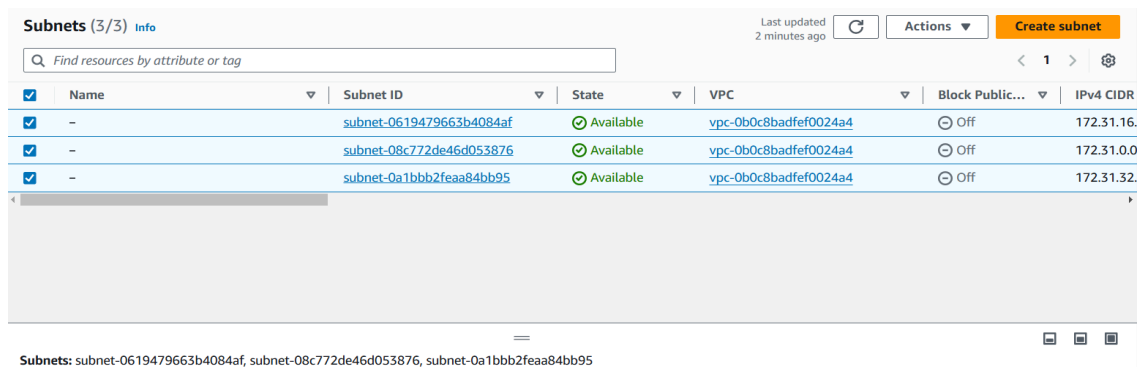 Subnets (3/3) Info
Last updated
2 minutes ago
Actions
Create subnet
Find resources by attribute or tag
1
Name Subnet ID State VPC Block Public... IPv4 CIDR
– subnet-0619479663b4084af Available vpc-0b0c8badfef0024a4 Off 172.31.16.
– subnet-08c772de46d053876 Available vpc-0b0c8badfef0024a4 Off 172.31.0.0
– subnet-0a1bbb2feaa84bb95 Available vpc-0b0c8badfef0024a4 Off 172.31.32.
Subnets: subnet-0619479663b4084af, subnet-08c772de46d053876, subnet-0a1bbb2feaa84bb95